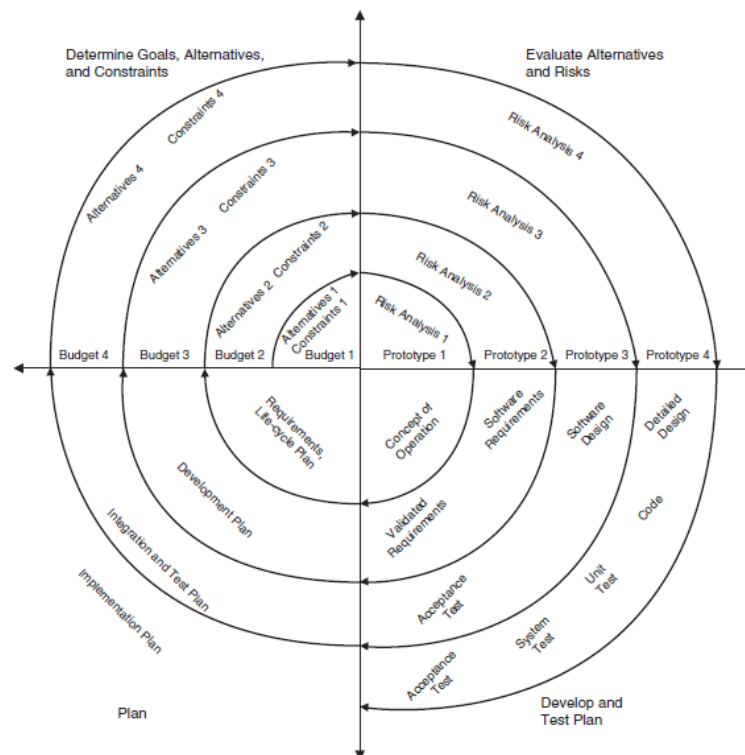 Determine Goals, Alternatives,
and Constraints
Evaluate Alternatives
and Risks
Alternatives 4
Constraints 4
Risk Analysis 4
Alternatives 3
Constraints 3
Risk Analysis 3
Alternatives 2
Constraints 2
Risk Analysis 2
Alternatives 1
Constraints 1
Risk Analysis 1
Budget 4
Budget 3
Budget 2
Budget 1
Prototype 1
Prototype 2
Prototype 3
Prototype 4
Requirements,
Life-cycle Plan
Concept of
Operation
Software
Requirements
Software
Design
Detailed
Design
Development Plan
Validated
Requirements
Code
Integration and Test Plan
Unit
Test
Implementation Plan
Acceptance
Test
System
Test
Acceptance
Test
Plan
Develop and
Test Plan